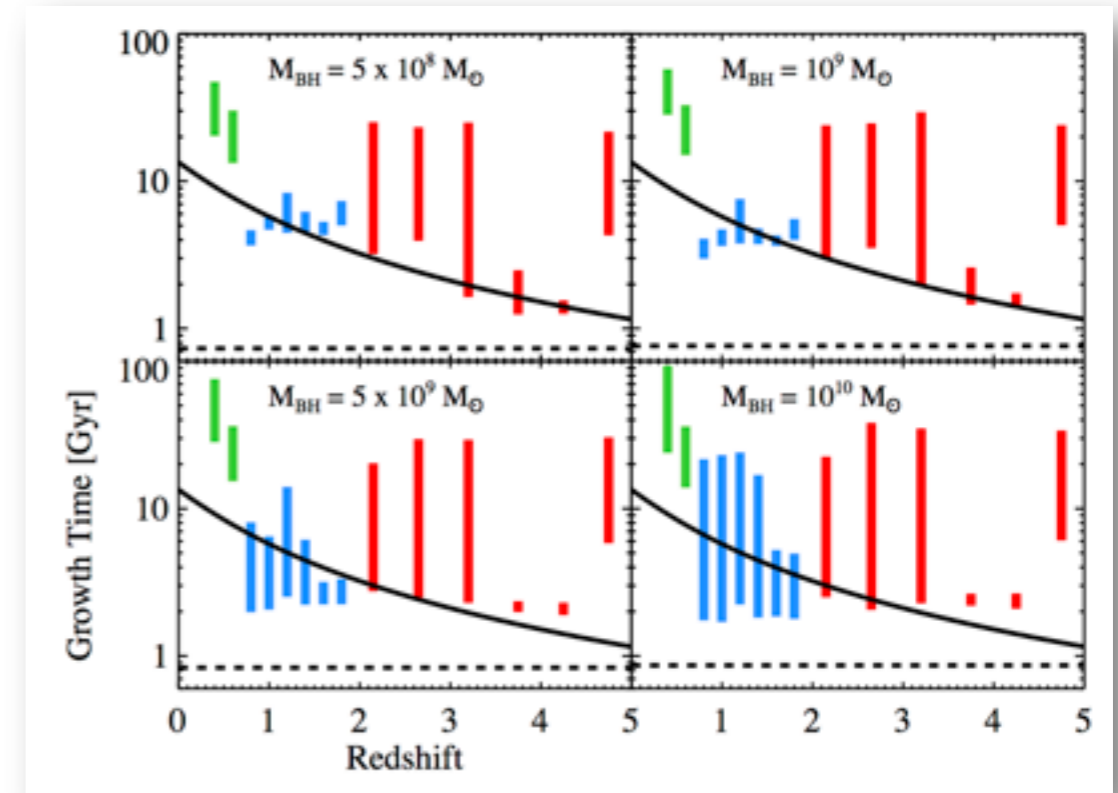 100
M_BH = 5 x 10^8 M_⊙
M_BH = 10^9 M_⊙
10
1
100
M_BH = 5 x 10^9 M_⊙
M_BH = 10^10 M_⊙
10
1
Growth Time [Gyr]
0 1 2 3 4 5 1 2 3 4 5
Redshift